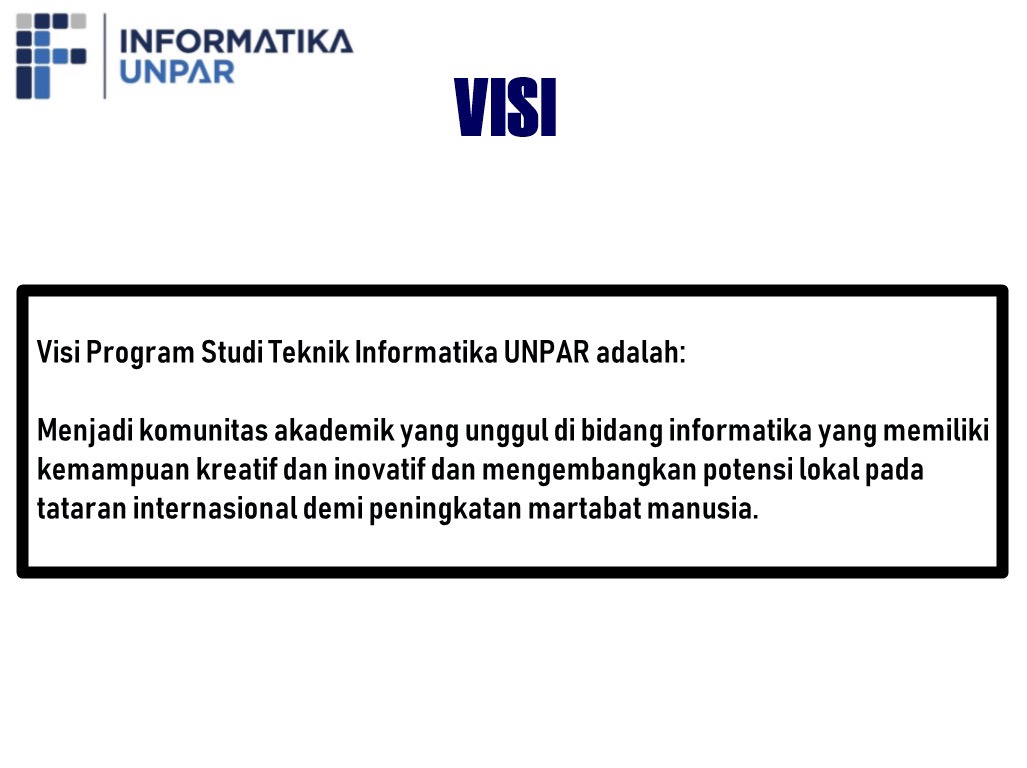 INFORMATIKA
UNPAR
VISI
Visi Program Studi Teknik Informatika UNPAR adalah:
Menjadi komunitas akademik yang unggul di bidang informatika yang memiliki
kemampuan kreatif dan inovatif dan mengembangkan potensi lokal pada
tataran internasional demi peningkatan martabat manusia.